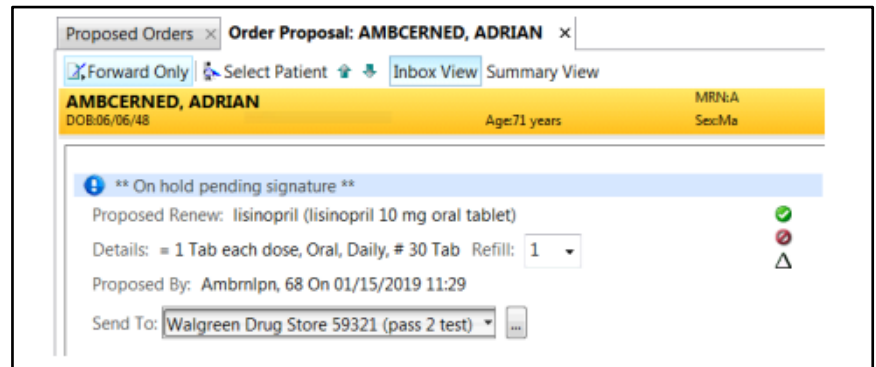 Proposed Orders × Order Proposal: AMBCERNED, ADRIAN ×
Forward Only Select Patient Inbox View Summary View
AMBCERNED, ADRIAN MRN:A
DOB:06/06/48 Age:71 years Sex:Ma
** On hold pending signature **
Proposed Renew: lisinopril (lisinopril 10 mg oral tablet)
Details: = 1 Tab each dose, Oral, Daily, # 30 Tab Refill: 1
Proposed By: Ambrnlpn, 68 On 01/15/2019 11:29
Send To: Walgreen Drug Store 59321 (pass 2 test) ...